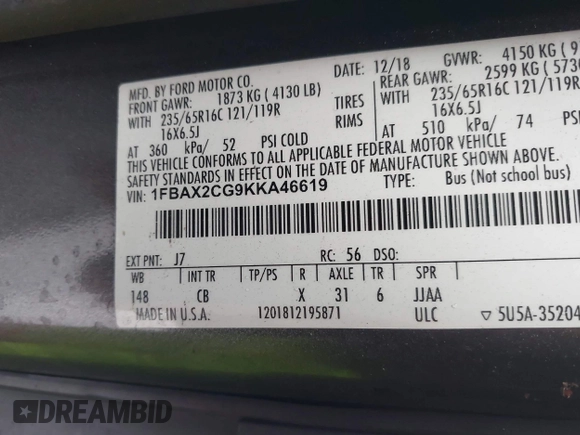 MFD. BY FORD MOTOR CO.
DATE: 12/18
GVWR: 4150 KG ( 9
FRONT GAWR: 1873 KG ( 4130 LB)
REAR GAWR: 2599 KG ( 573
WITH 235/65R16C 121/119R TIRES WITH 235/65R16C 121/119R
16X6.5J RIMS 16X6.5J
AT 360 kPa/ 52 PSI COLD AT 510 kPa/ 74 PSI
THIS VEHICLE CONFORMS TO ALL APPLICABLE FEDERAL MOTOR VEHICLE
SAFETY STANDARDS IN EFFECT ON THE DATE OF MANUFACTURE SHOWN ABOVE.
VIN: 1FBAX2CG9KKA46619 TYPE: Bus (Not school bus)
EXT PNT: J7 RC: 56 DSO:
WB INT TR TP/PS R AXLE TR SPR
148 CB X 31 6 JJAA
MADE IN U.S.A. 1201812195871 ULC ▽ 5U5A-35204
DREAMBID